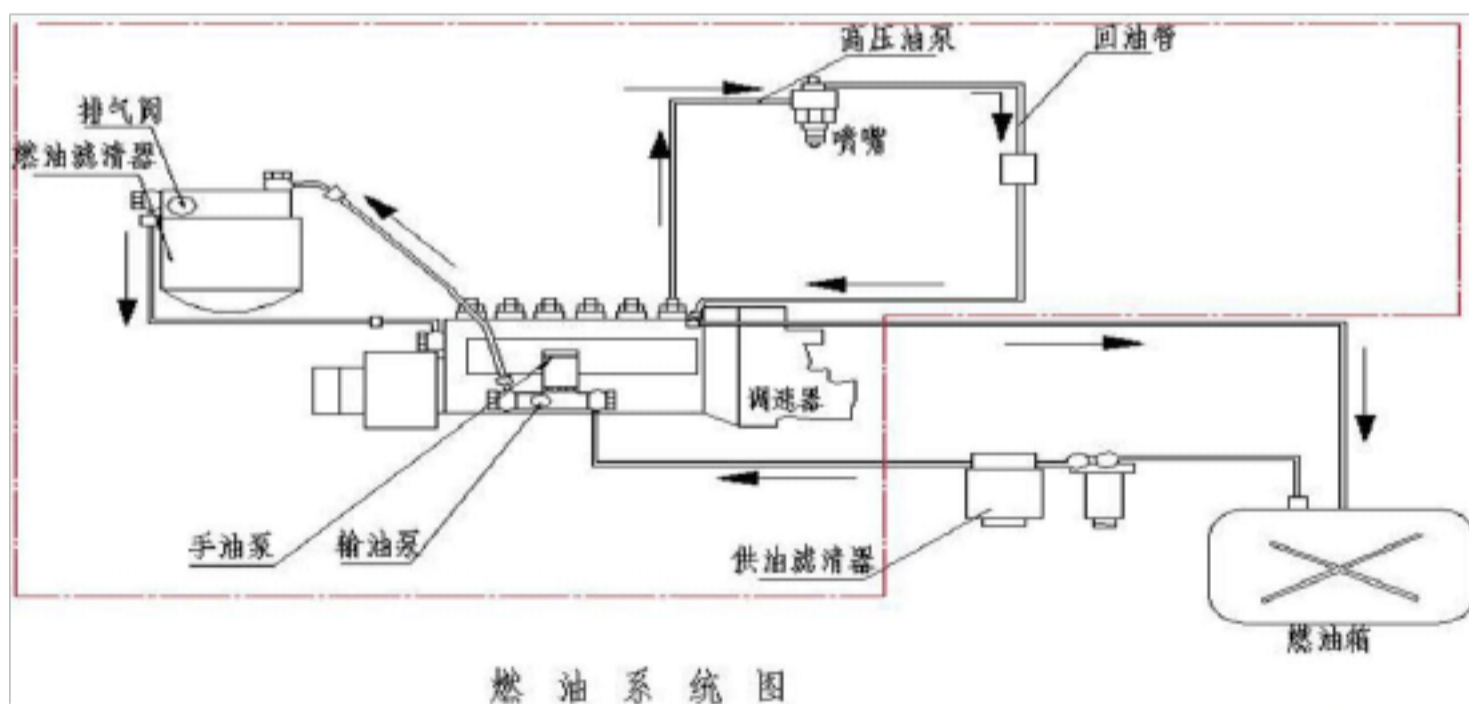 高压油泵
回油管
排气阀
燃油滤清器
喷嘴
调速器
手油泵
输油泵
供油滤清器
燃油箱
燃油系统图